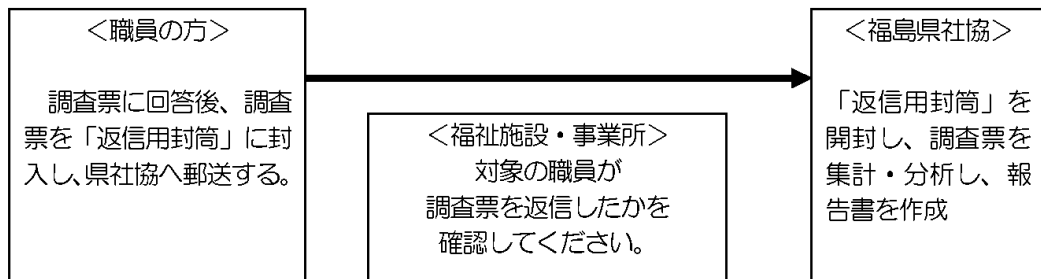 ＜職員の方＞
調査票に回答後、調査
票を「返信用封筒」に封
入し、県社協へ郵送する。
＜福祉施設・事業所＞
対象の職員が
調査票を返信したかを
確認してください。
＜福島県社協＞
「返信用封筒」を
開封し、調査票を
集計・分析し、報
告書を作成